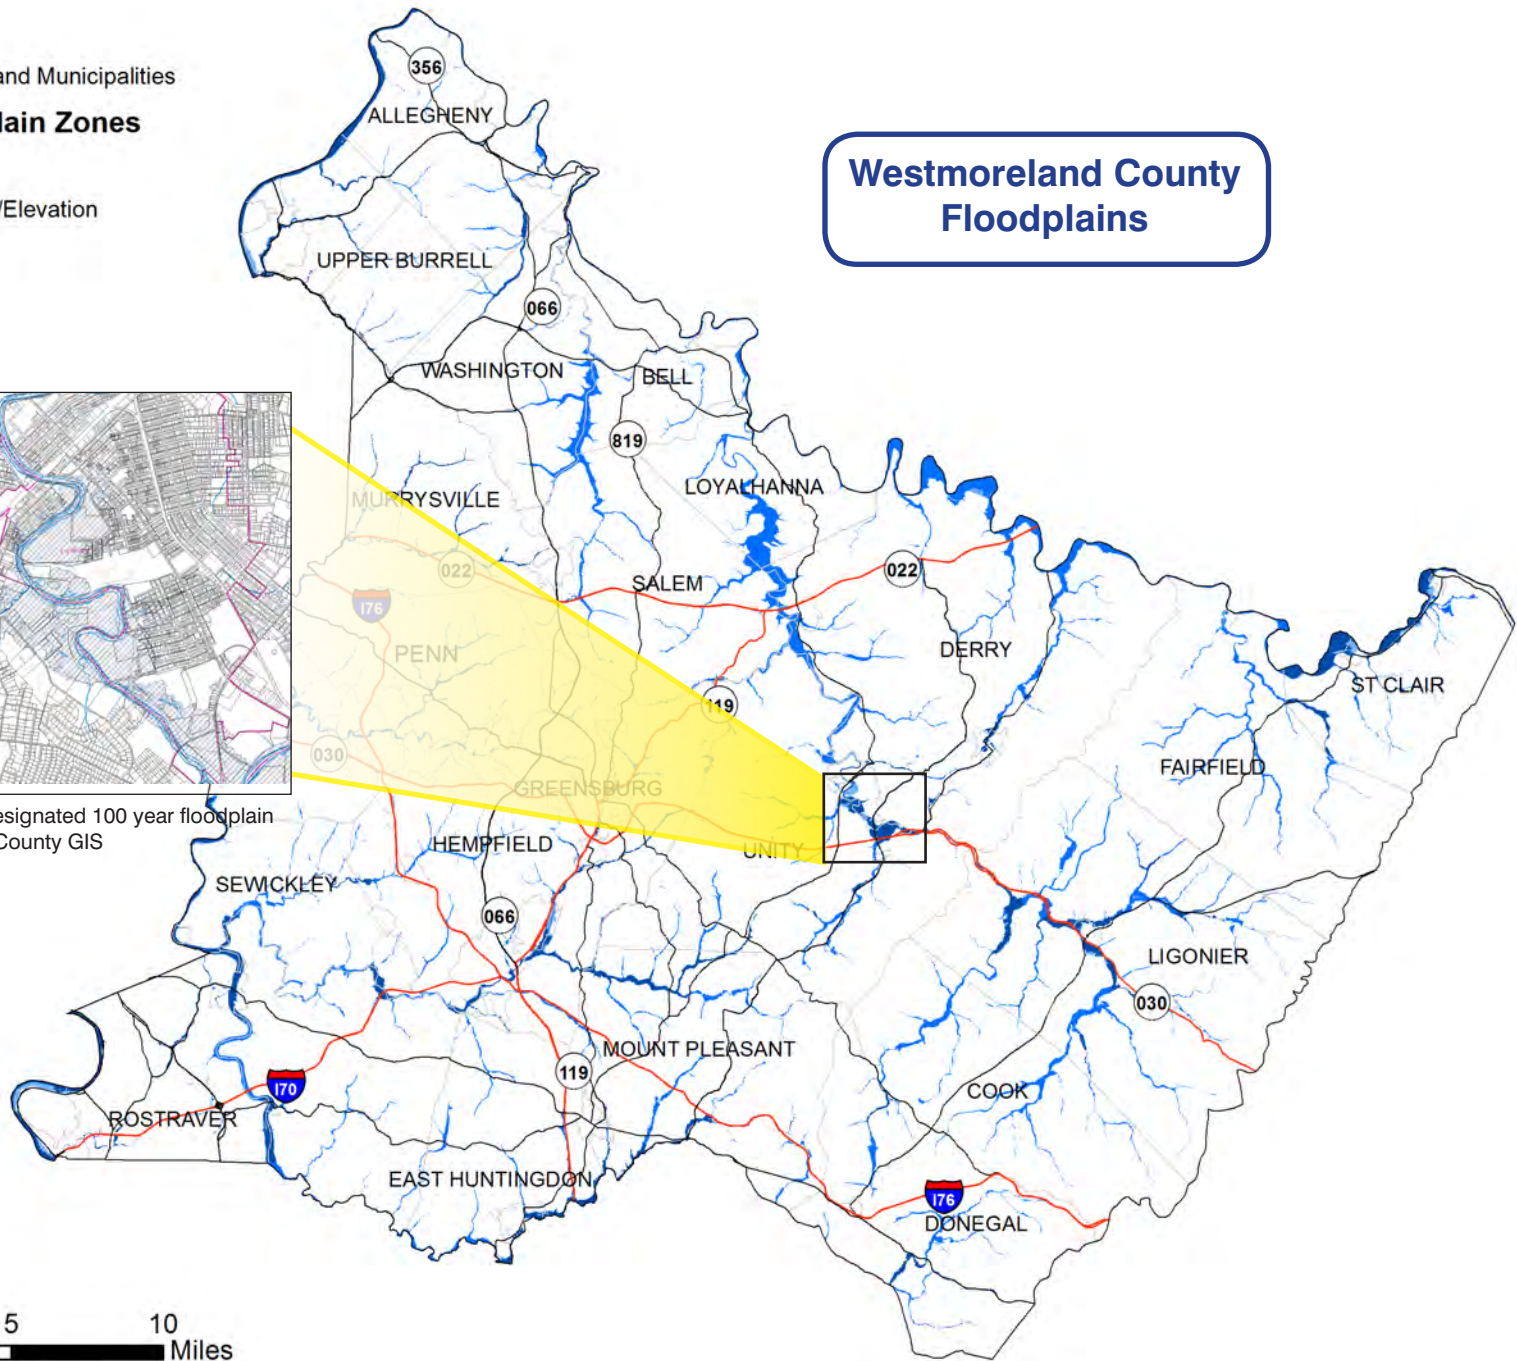 and Municipalities
lain Zones
/Elevation
Westmoreland County
Floodplains
356
ALLEGHENY
UPPER BURRELL
066
WASHINGTON
BELL
819
MURRYSVILLE
LOYALHANNA
022
I76
SALEM
022
PENN
DERRY
119
ST CLAIR
030
FAIRFIELD
GREENSBURG
esignated 100 year floodplain
County GIS
HEMPFIELD
UNITY
SEWICKLEY
066
LIGONIER
030
MOUNT PLEASANT
119
I70
COOK
ROSTRAVER
EAST HUNTINGDON
I76
DONEGAL
5 10
Miles